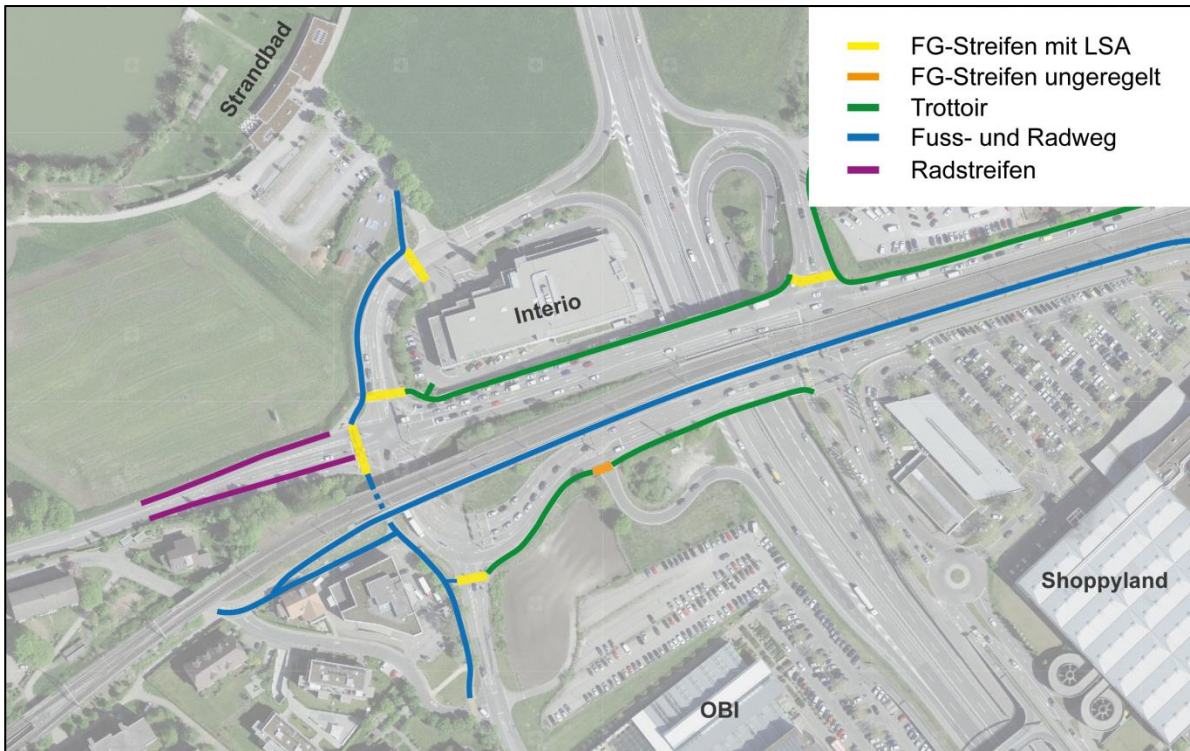 FG-Streifen mit LSA
FG-Streifen ungeregelt
Trottoir
Fuss- und Radweg
Radstreifen
Strandbad
Interio
Shoppyland
OBI